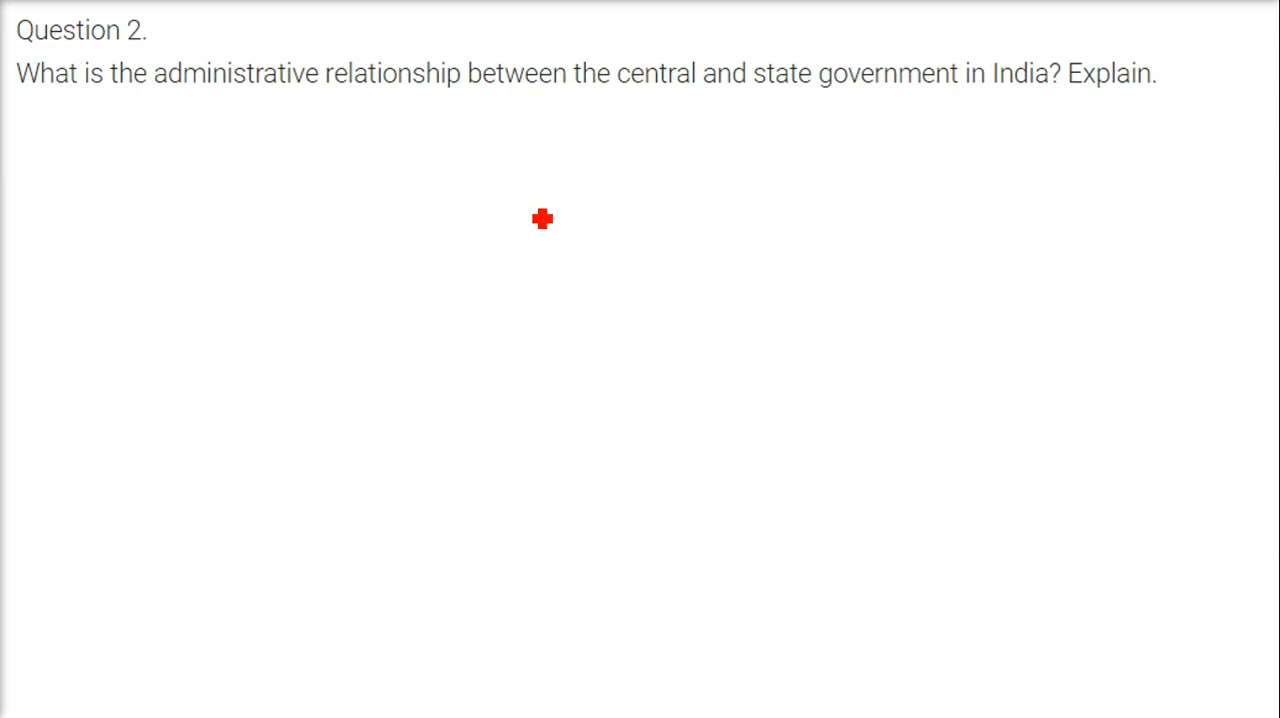 Question 2.
What is the administrative relationship between the central and state government in India? Explain.